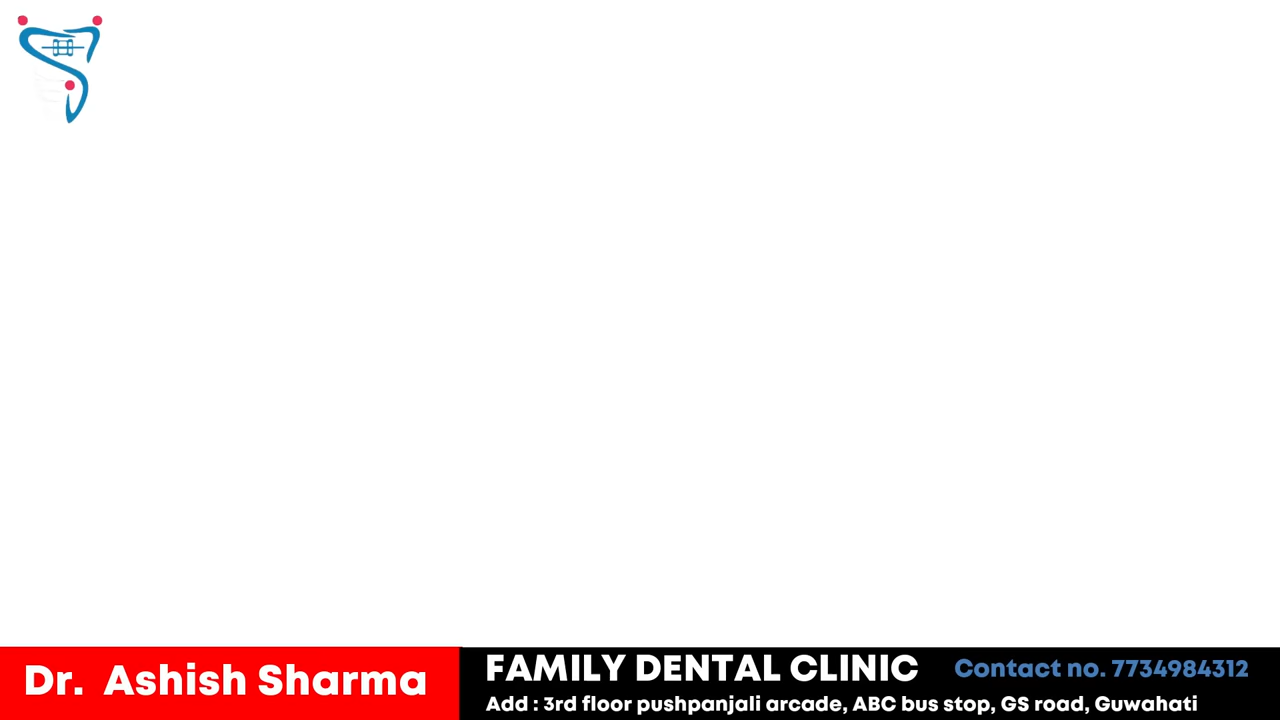 Dr. Ashish Sharma
FAMILY DENTAL CLINIC
Contact no. 7734984312
Add : 3rd floor pushpanjali arcade, ABC bus stop, GS road, Guwahati